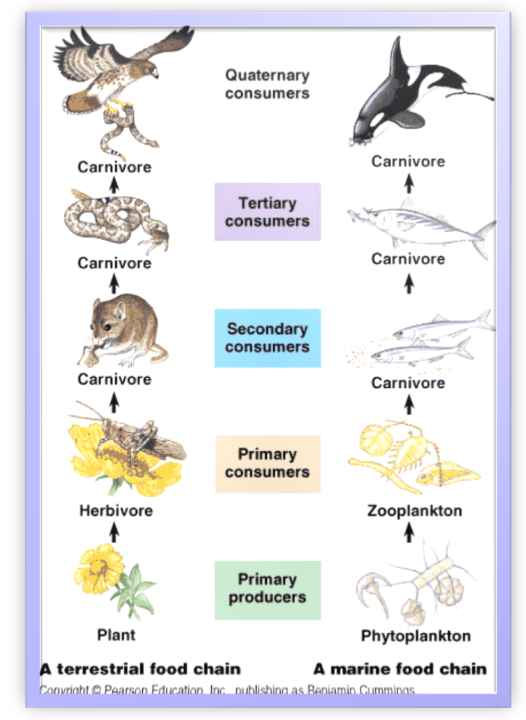 Quaternary
consumers
Carnivore
Carnivore
Tertiary
consumers
Carnivore
Carnivore
Secondary
consumers
Carnivore
Carnivore
Primary
consumers
Herbivore
Zooplankton
Primary
producers
Plant
Phytoplankton
A terrestrial food chain
A marine food chain
Copyright © Pearson Education, Inc., publishing as Benjamin Cummings